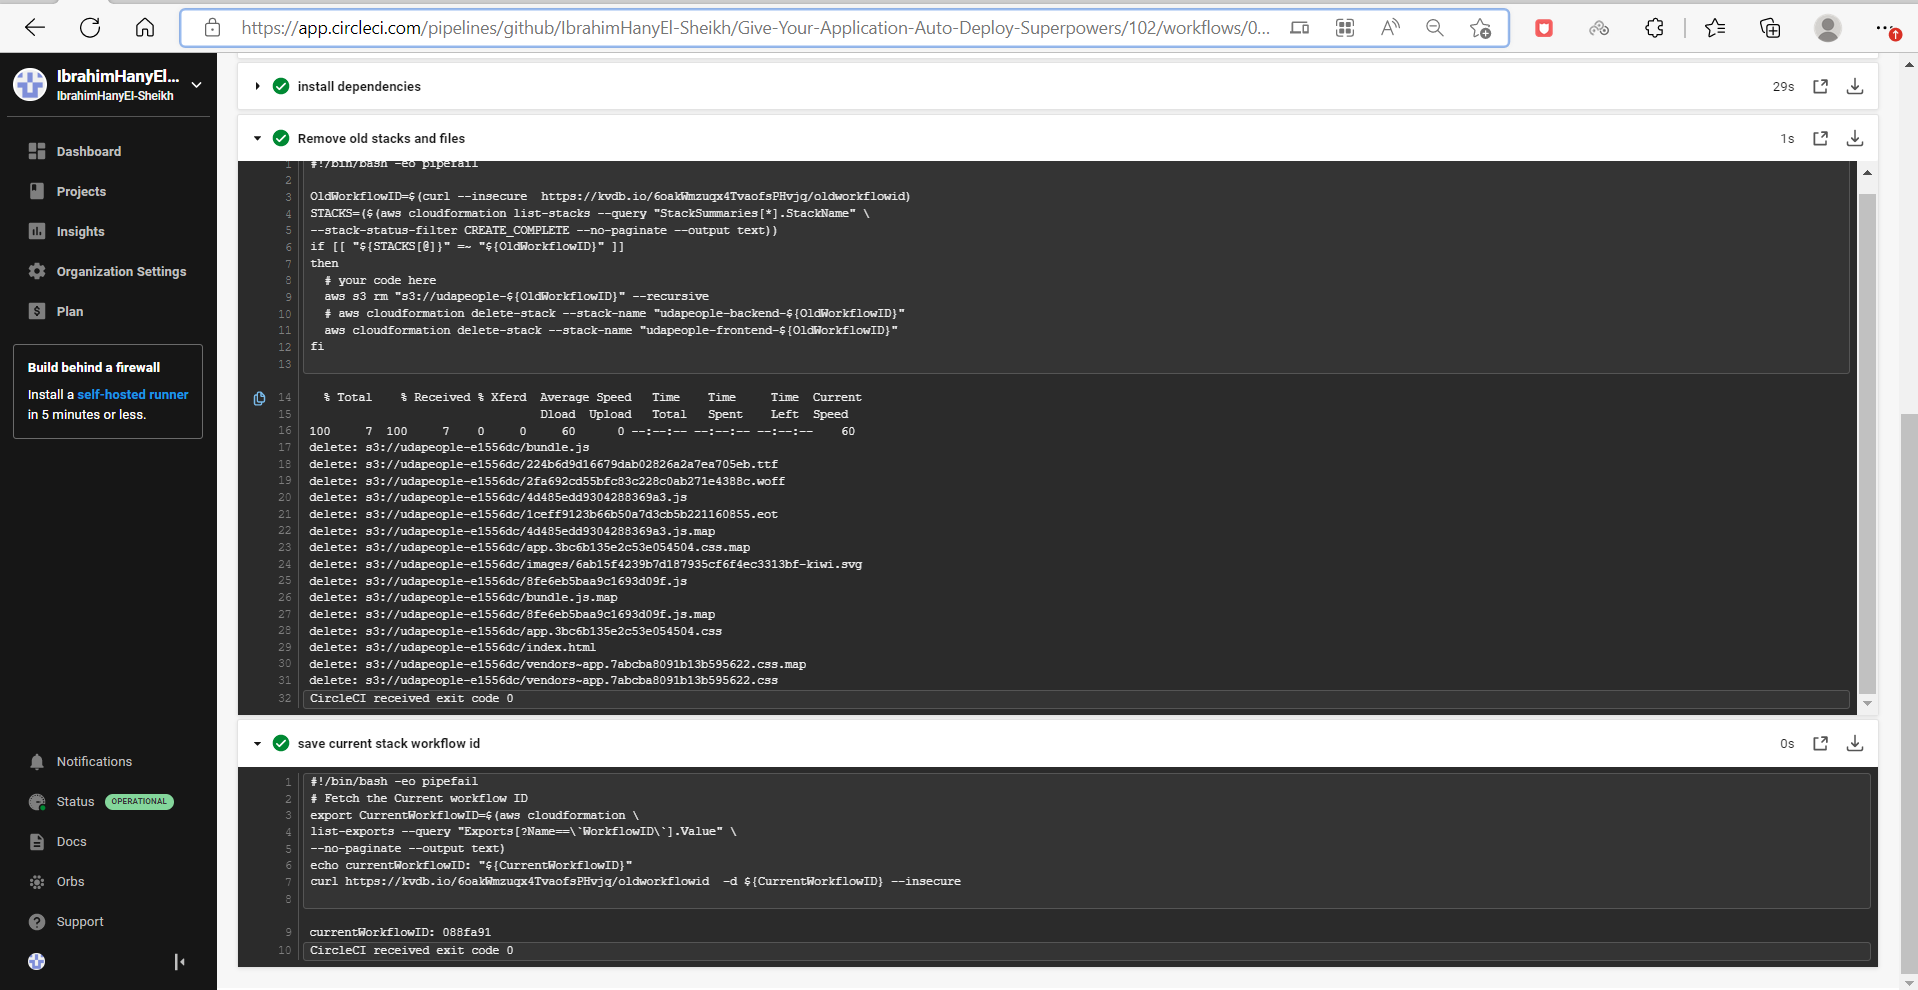 https://app.circleci.com/pipelines/github/IbrahimHanyEl-Sheikh/Give-Your-Application-Auto-Deploy-Superpowers/102/workflows/0...
IbrahimHanyEl...
IbrahimHanyEl-Sheikh
Dashboard
Projects
Insights
Organization Settings
Plan
Build behind a firewall
Install a self-hosted runner
in 5 minutes or less.
Notifications
Status OPERATIONAL
Docs
Orbs
Support
install dependencies 29s
Remove old stacks and files 1s
1 #!/bin/bash -eo pipefail
2
3 OldWorkflowID=$(curl --insecure  https://kvdb.io/6oakWmzuqx4TvaofsPHvjq/oldworkflowid)
4 STACKS=($(aws cloudformation list-stacks --query "StackSummaries[*].StackName" \
5 --stack-status-filter CREATE_COMPLETE --no-paginate --output text))
6 if [[ "${STACKS[@]}" =~ "${OldWorkflowID}" ]]
7 then
8   # your code here
9   aws s3 rm "s3://udapeople-${OldWorkflowID}" --recursive
10   # aws cloudformation delete-stack --stack-name "udapeople-backend-${OldWorkflowID}"
11   aws cloudformation delete-stack --stack-name "udapeople-frontend-${OldWorkflowID}"
12 fi
13
14   % Total    % Received % Xferd  Average Speed   Time    Time     Time  Current
15                                  Dload  Upload   Total   Spent    Left  Speed
16 100     7  100     7    0     0     60      0 --:--:-- --:--:-- --:--:--    60
17 delete: s3://udapeople-e1556dc/bundle.js
18 delete: s3://udapeople-e1556dc/224b6d9d16679dab02826a2a7ea705eb.ttf
19 delete: s3://udapeople-e1556dc/2fa692cd55bfc83c228c0ab271e4388c.woff
20 delete: s3://udapeople-e1556dc/4d485edd9304288369a3.js
21 delete: s3://udapeople-e1556dc/1ceff9123b66b50a7d3cb5b221160855.eot
22 delete: s3://udapeople-e1556dc/4d485edd9304288369a3.js.map
23 delete: s3://udapeople-e1556dc/app.3bc6b135e2c53e054504.css.map
24 delete: s3://udapeople-e1556dc/images/6ab15f4239b7d187935cf6f4ec3313bf-kiwi.svg
25 delete: s3://udapeople-e1556dc/8fe6eb5baa9c1693d09f.js
26 delete: s3://udapeople-e1556dc/bundle.js.map
27 delete: s3://udapeople-e1556dc/8fe6eb5baa9c1693d09f.js.map
28 delete: s3://udapeople-e1556dc/app.3bc6b135e2c53e054504.css
29 delete: s3://udapeople-e1556dc/index.html
30 delete: s3://udapeople-e1556dc/vendors~app.7abcba8091b13b595622.css.map
31 delete: s3://udapeople-e1556dc/vendors~app.7abcba8091b13b595622.css
32 CircleCI received exit code 0
save current stack workflow id 0s
1 #!/bin/bash -eo pipefail
2 # Fetch the Current workflow ID
3 export CurrentWorkflowID=$(aws cloudformation \
4 list-exports --query "Exports[?Name==\`WorkflowID\`].Value" \
5 --no-paginate --output text)
6 echo currentWorkflowID: "${CurrentWorkflowID}"
7 curl https://kvdb.io/6oakWmzuqx4TvaofsPHvjq/oldworkflowid  -d ${CurrentWorkflowID} --insecure
8
9 currentWorkflowID: 088fa91
10 CircleCI received exit code 0